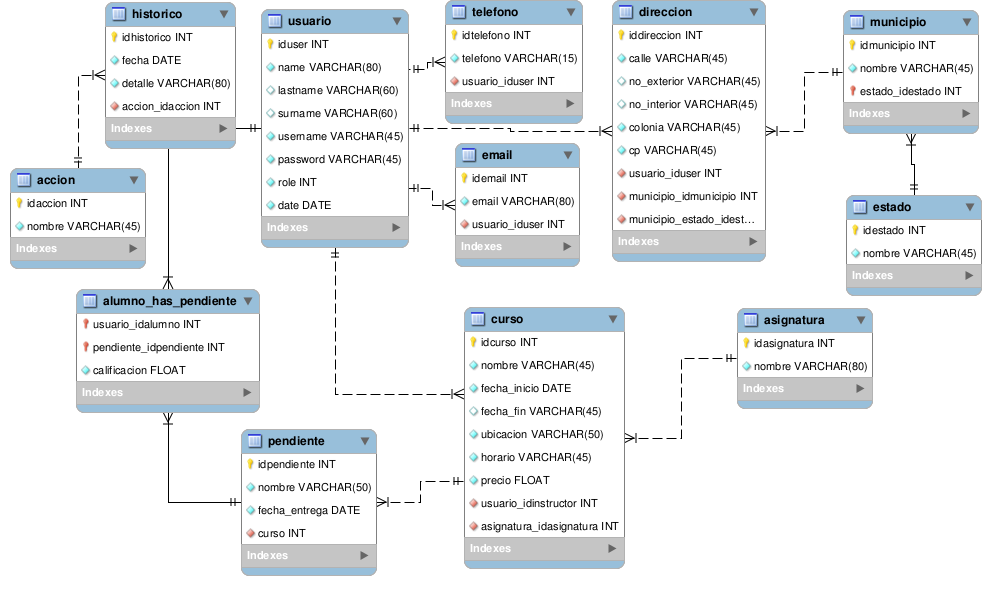 historico
idhistorico INT
fecha DATE
detalle VARCHAR(80)
accion_idaccion INT
Indexes
usuario
iduser INT
name VARCHAR(80)
lastname VARCHAR(60)
surname VARCHAR(60)
username VARCHAR(45)
password VARCHAR(45)
role INT
date DATE
Indexes
telefono
idtelefono INT
telefono VARCHAR(15)
usuario_iduser INT
Indexes
direccion
iddireccion INT
calle VARCHAR(45)
no_exterior VARCHAR(45)
no_interior VARCHAR(45)
colonia VARCHAR(45)
cp VARCHAR(45)
usuario_iduser INT
municipio_idmunicipio INT
municipio_estado_idest...
Indexes
municipio
idmunicipio INT
nombre VARCHAR(45)
estado_idestado INT
Indexes
accion
idaccion INT
nombre VARCHAR(45)
Indexes
email
idemail INT
email VARCHAR(80)
usuario_iduser INT
Indexes
estado
idestado INT
nombre VARCHAR(45)
Indexes
alumno_has_pendiente
usuario_idalumno INT
pendiente_idpendiente INT
calificacion FLOAT
Indexes
curso
idcurso INT
nombre VARCHAR(45)
fecha_inicio DATE
fecha_fin VARCHAR(45)
ubicacion VARCHAR(50)
horario VARCHAR(45)
precio FLOAT
usuario_idinstructor INT
asignatura_idasignatura INT
Indexes
asignatura
idasignatura INT
nombre VARCHAR(80)
Indexes
pendiente
idpendiente INT
nombre VARCHAR(50)
fecha_entrega DATE
curso INT
Indexes